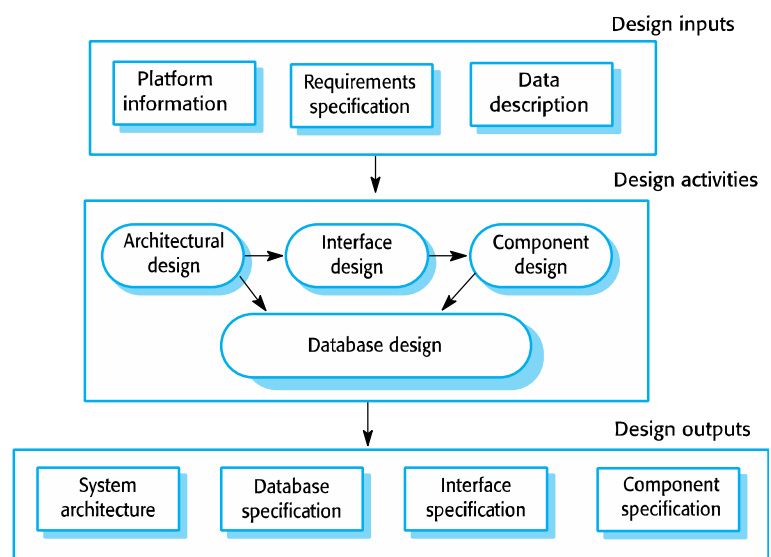 Design inputs
Platform
information
Requirements
specification
Data
description
Design activities
Architectural
design
Interface
design
Component
design
Database design
Design outputs
System
architecture
Database
specification
Interface
specification
Component
specification